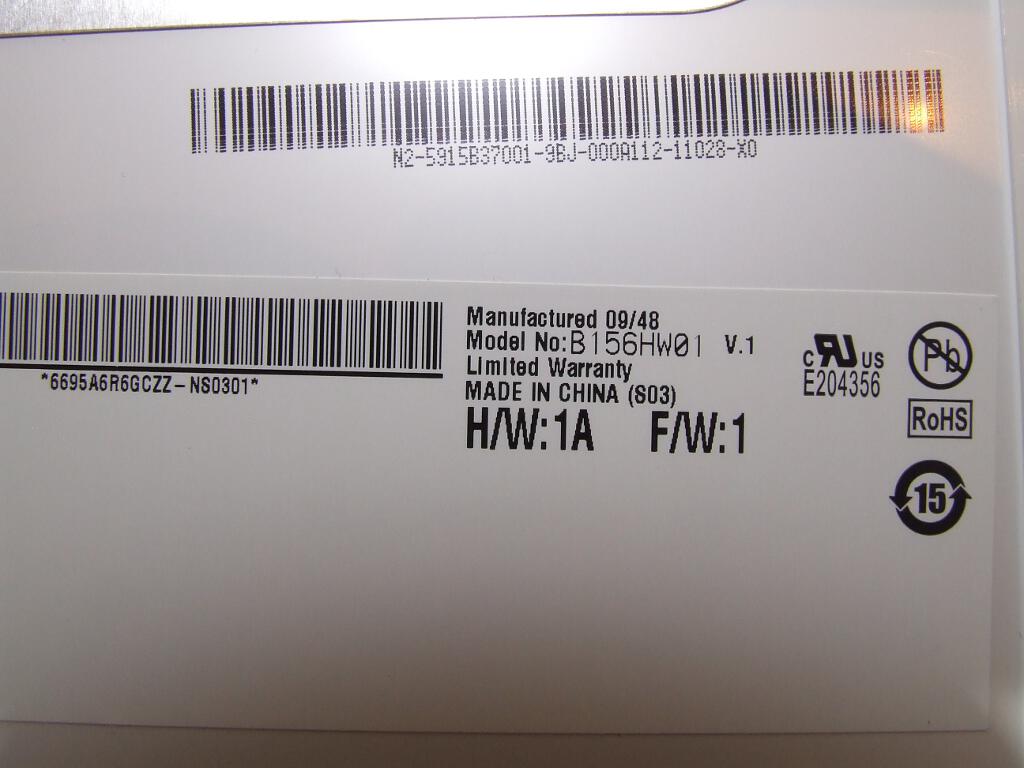 N2-5915B37001-9BJ-000A112-11028-X0
*6695A6R6GCZZ-NS0301*
Manufactured 09/48
Model No:B156HW01 V.1
Limited Warranty
MADE IN CHINA (S03)
H/W:1A F/W:1
c RU US
E204356
Pb
RoHS
15